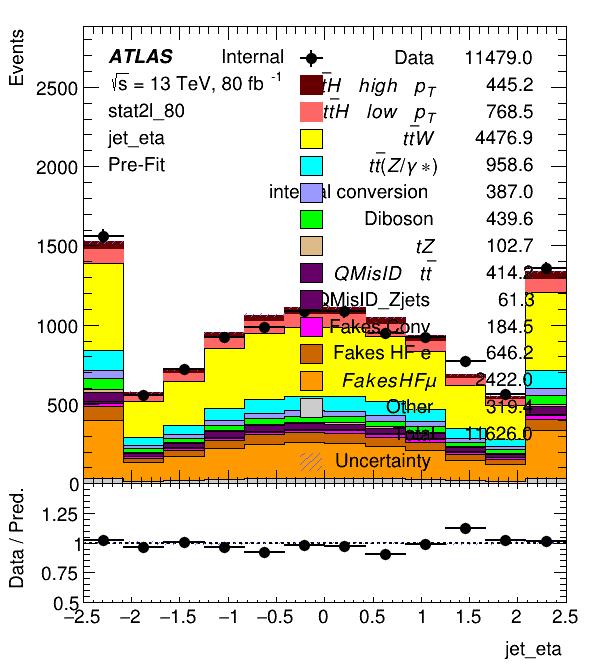 Events
ATLAS Internal
√s = 13 TeV, 80 fb -1
stat2l_80
jet_eta
Pre-Fit
Data 11479.0
tt̅H high p_T 445.2
tt̅H low p_T 768.5
tt̅W 4476.9
tt̅(Z/γ*) 958.6
internal conversion 387.0
Diboson 439.6
tZ 102.7
QMisID tt̅ 414.2
QMisID_Zjets 61.3
Fakes Conv 184.5
Fakes HF e 646.2
FakesHFμ 2422.0
Other 319.4
Total 11626.0
Uncertainty
2500
2000
1500
1000
500
0
Data / Pred.
1.25
1
0.75
0.5
−2.5 −2 −1.5 −1 −0.5 0 0.5 1 1.5 2 2.5
jet_eta